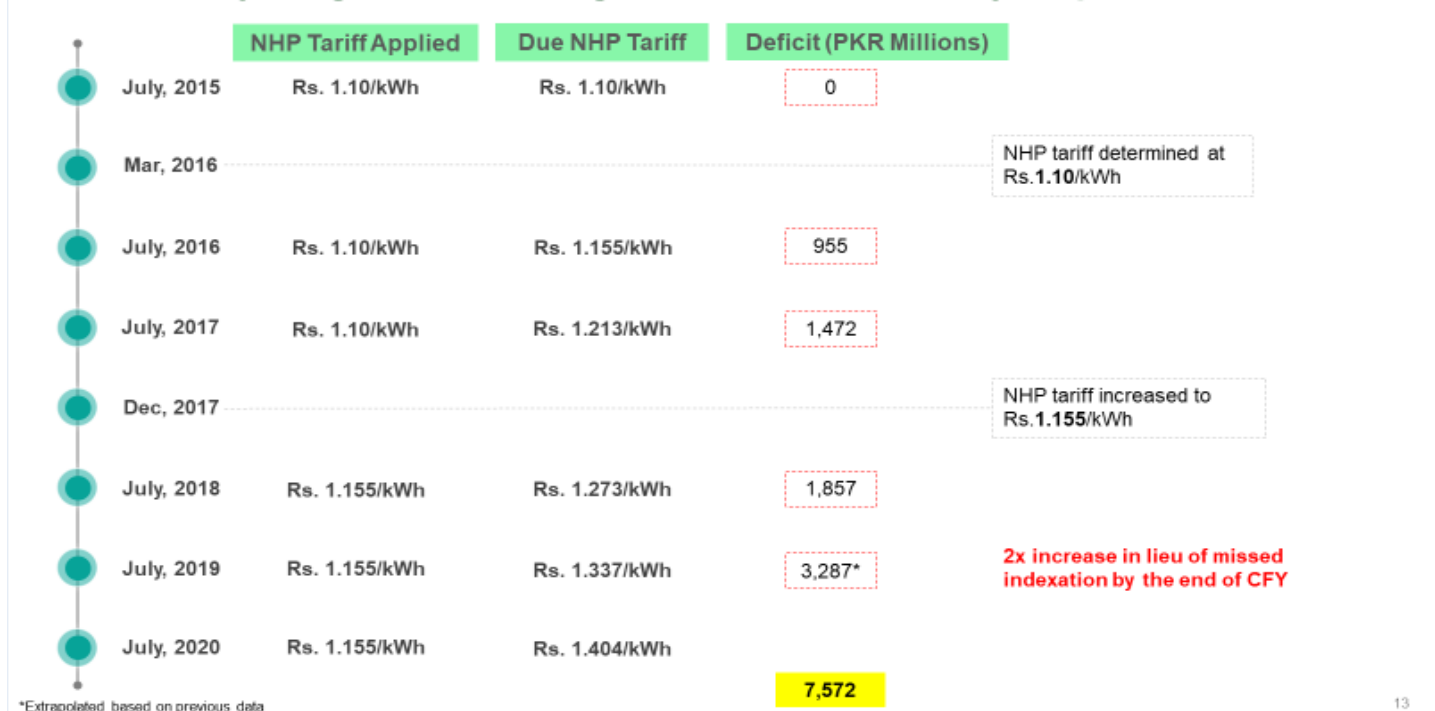 NHP Tariff Applied Due NHP Tariff Deficit (PKR Millions)
July, 2015 Rs. 1.10/kWh Rs. 1.10/kWh 0
Mar, 2016 NHP tariff determined at
Rs.1.10/kWh
July, 2016 Rs. 1.10/kWh Rs. 1.155/kWh 955
July, 2017 Rs. 1.10/kWh Rs. 1.213/kWh 1,472
Dec, 2017 NHP tariff increased to
Rs.1.155/kWh
July, 2018 Rs. 1.155/kWh Rs. 1.273/kWh 1,857
July, 2019 Rs. 1.155/kWh Rs. 1.337/kWh 3,287* 2x increase in lieu of missed
indexation by the end of CFY
July, 2020 Rs. 1.155/kWh Rs. 1.404/kWh
7,572
*Extrapolated based on previous data
13